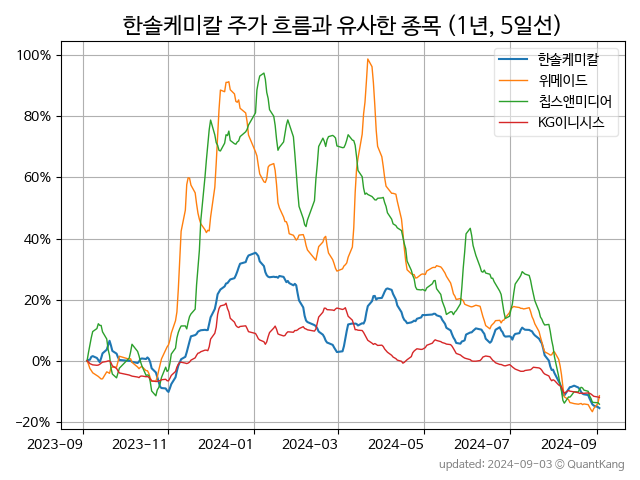 한솔케미칼 주가 흐름과 유사한 종목 (1년, 5일선)
한솔케미칼
위메이드
칩스앤미디어
KG이니시스
100%
80%
60%
40%
20%
0%
−20%
2023-09 2023-11 2024-01 2024-03 2024-05 2024-07 2024-09
updated: 2024-09-03 © QuantKang